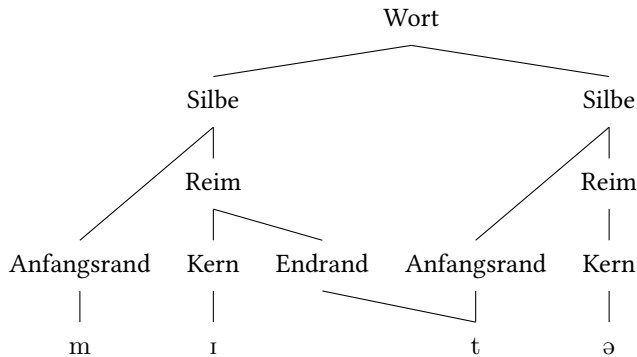 Wort
Silbe Silbe
Reim Reim
Anfangsrand Kern Endrand Anfangsrand Kern
m ɪ t ə